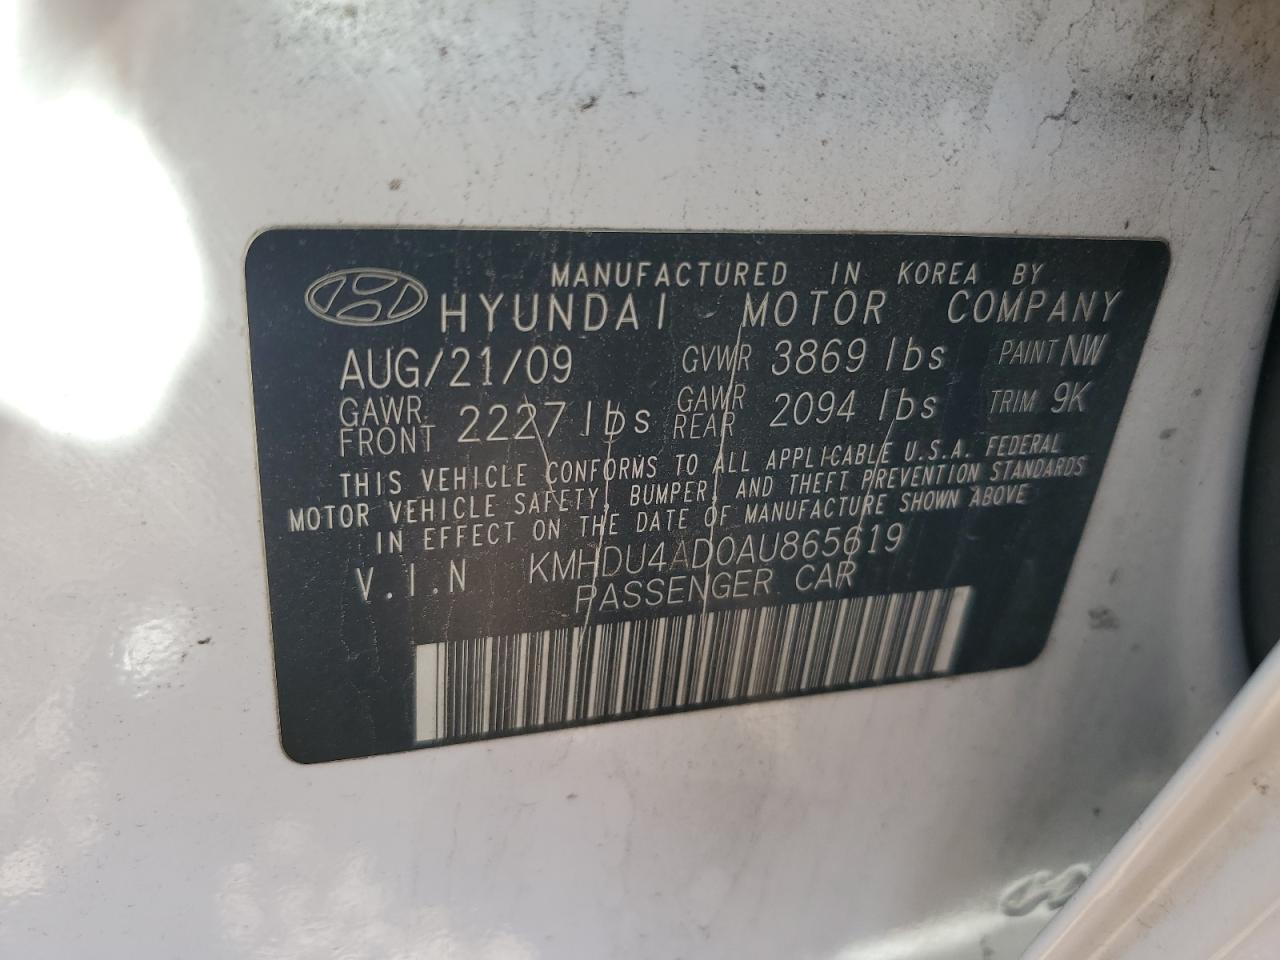 MANUFACTURED IN KOREA BY
HYUNDAI MOTOR COMPANY
AUG/21/09 GVWR 3869 lbs PAINT NW
GAWR FRONT 2227 lbs GAWR REAR 2094 lbs TRIM 9K
THIS VEHICLE CONFORMS TO ALL APPLICABLE U.S.A. FEDERAL
MOTOR VEHICLE SAFETY, BUMPER, AND THEFT PREVENTION STANDARDS
IN EFFECT ON THE DATE OF MANUFACTURE SHOWN ABOVE
V.I.N KMHDU4AD0AU865619
PASSENGER CAR